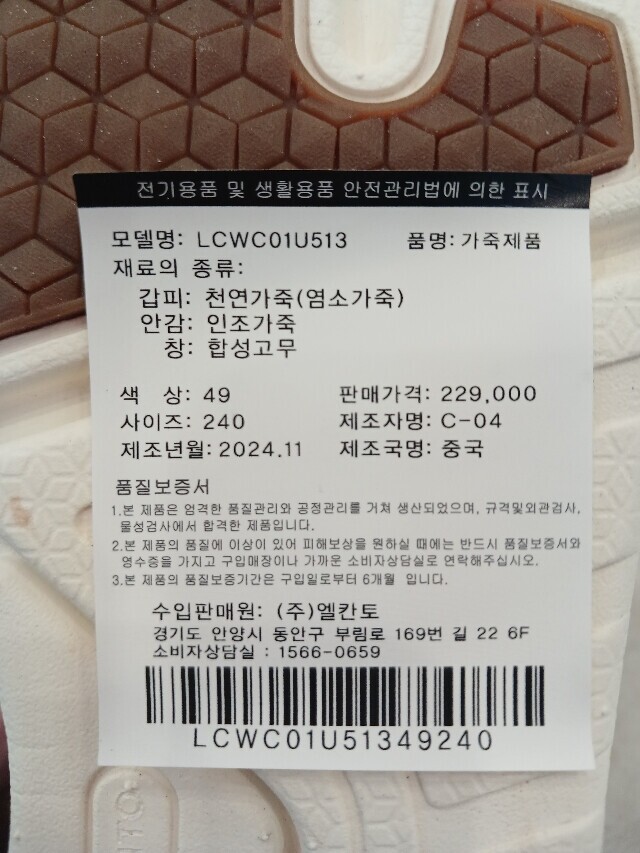 전기용품 및 생활용품 안전관리법에 의한 표시
모델명: LCWC01U513 품명: 가죽제품
재료의 종류:
갑피: 천연가죽(염소가죽)
안감: 인조가죽
창: 합성고무
색 상: 49 판매가격: 229,000
사이즈: 240 제조자명: C-04
제조년월: 2024.11 제조국명: 중국
품질보증서
1.본 제품은 엄격한 품질관리와 공정관리를 거쳐 생산되었으며, 규격및외관검사,
물성검사에서 합격한 제품입니다.
2.본 제품의 품질에 이상이 있어 피해보상을 원하실 때에는 반드시 품질보증서와
영수증을 가지고 구입매장이나 가까운 소비자상담실로 연락해주십시오.
3.본 제품의 품질보증기간은 구입일로부터 6개월 입니다.
수입판매원: (주)엘칸토
경기도 안양시 동안구 부림로 169번 길 22 6F
소비자상담실 : 1566-0659
LCWC01U51349240